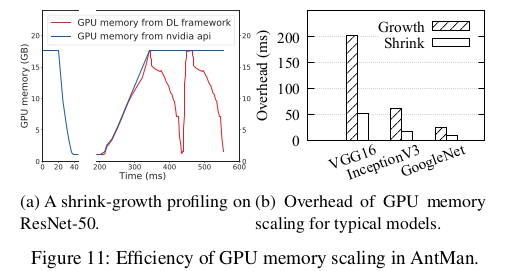 GPU memory from DL framework
GPU memory from nvidia api
GPU memory (GB)
20
15
10
5
0
20
15
10
5
0
0 20 40 200 300 400 500 600
Time (ms)
Growth
Shrink
Overhead (ms)
200
150
100
50
0
VGG16
InceptionV3
GoogleNet
(a) A shrink-growth profiling on ResNet-50.
(b) Overhead of GPU memory scaling for typical models.
Figure 11: Efficiency of GPU memory scaling in AntMan.